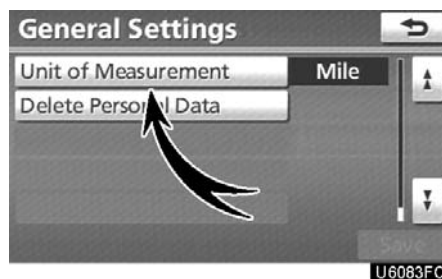 General Settings
Unit of Measurement Mile
Delete Personal Data
Save
U6083FC